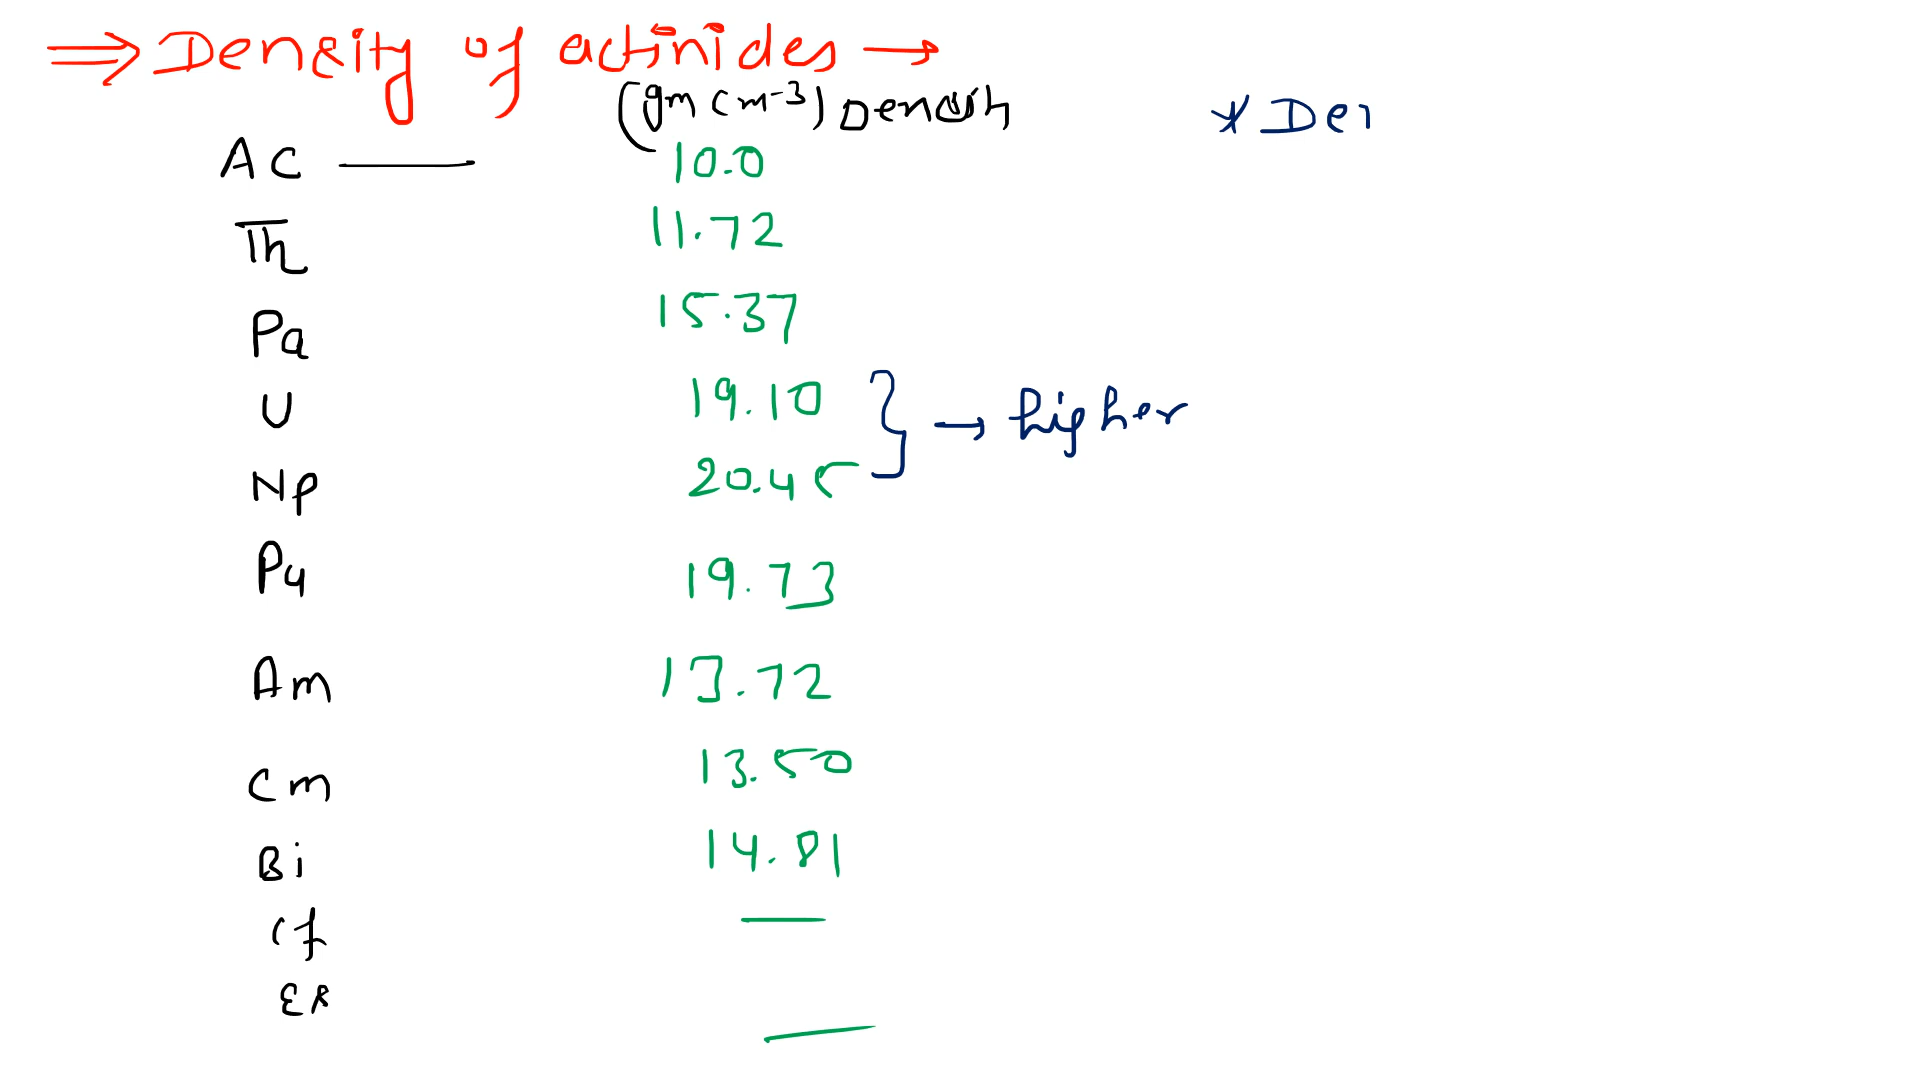 ⇒ Density of actinides →
(gm cm-3) Density * Der
Ac — 10.0
Th 11.72
Pa 15.37
U 19.10 } → higher
Np 20.45
Pu 19.73
Am 13.72
Cm 13.50
Bi 14.81
Cf —
Es —